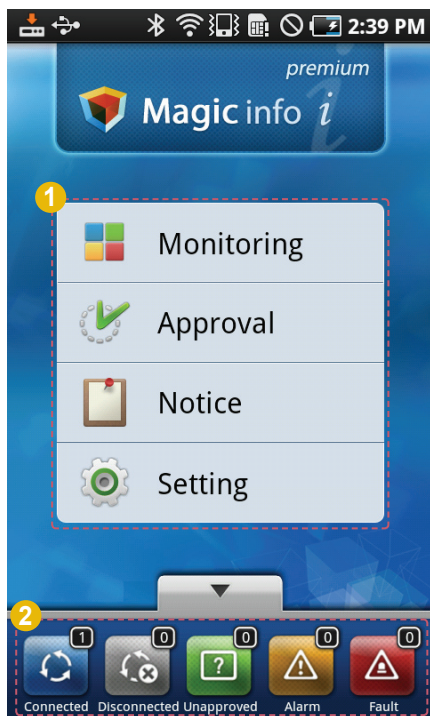 2:39 PM
premium
Magic info i
1
Monitoring
Approval
Notice
Setting
2
1 0 0 0 0
?
Connected Disconnected Unapproved Alarm Fault